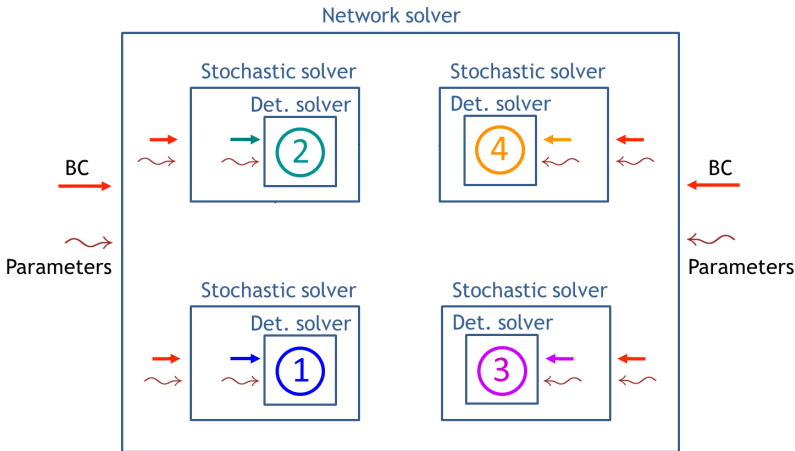 Network solver
Stochastic solver
Stochastic solver
Det. solver
Det. solver
2
4
BC
BC
Parameters
Parameters
Stochastic solver
Stochastic solver
Det. solver
Det. solver
1
3